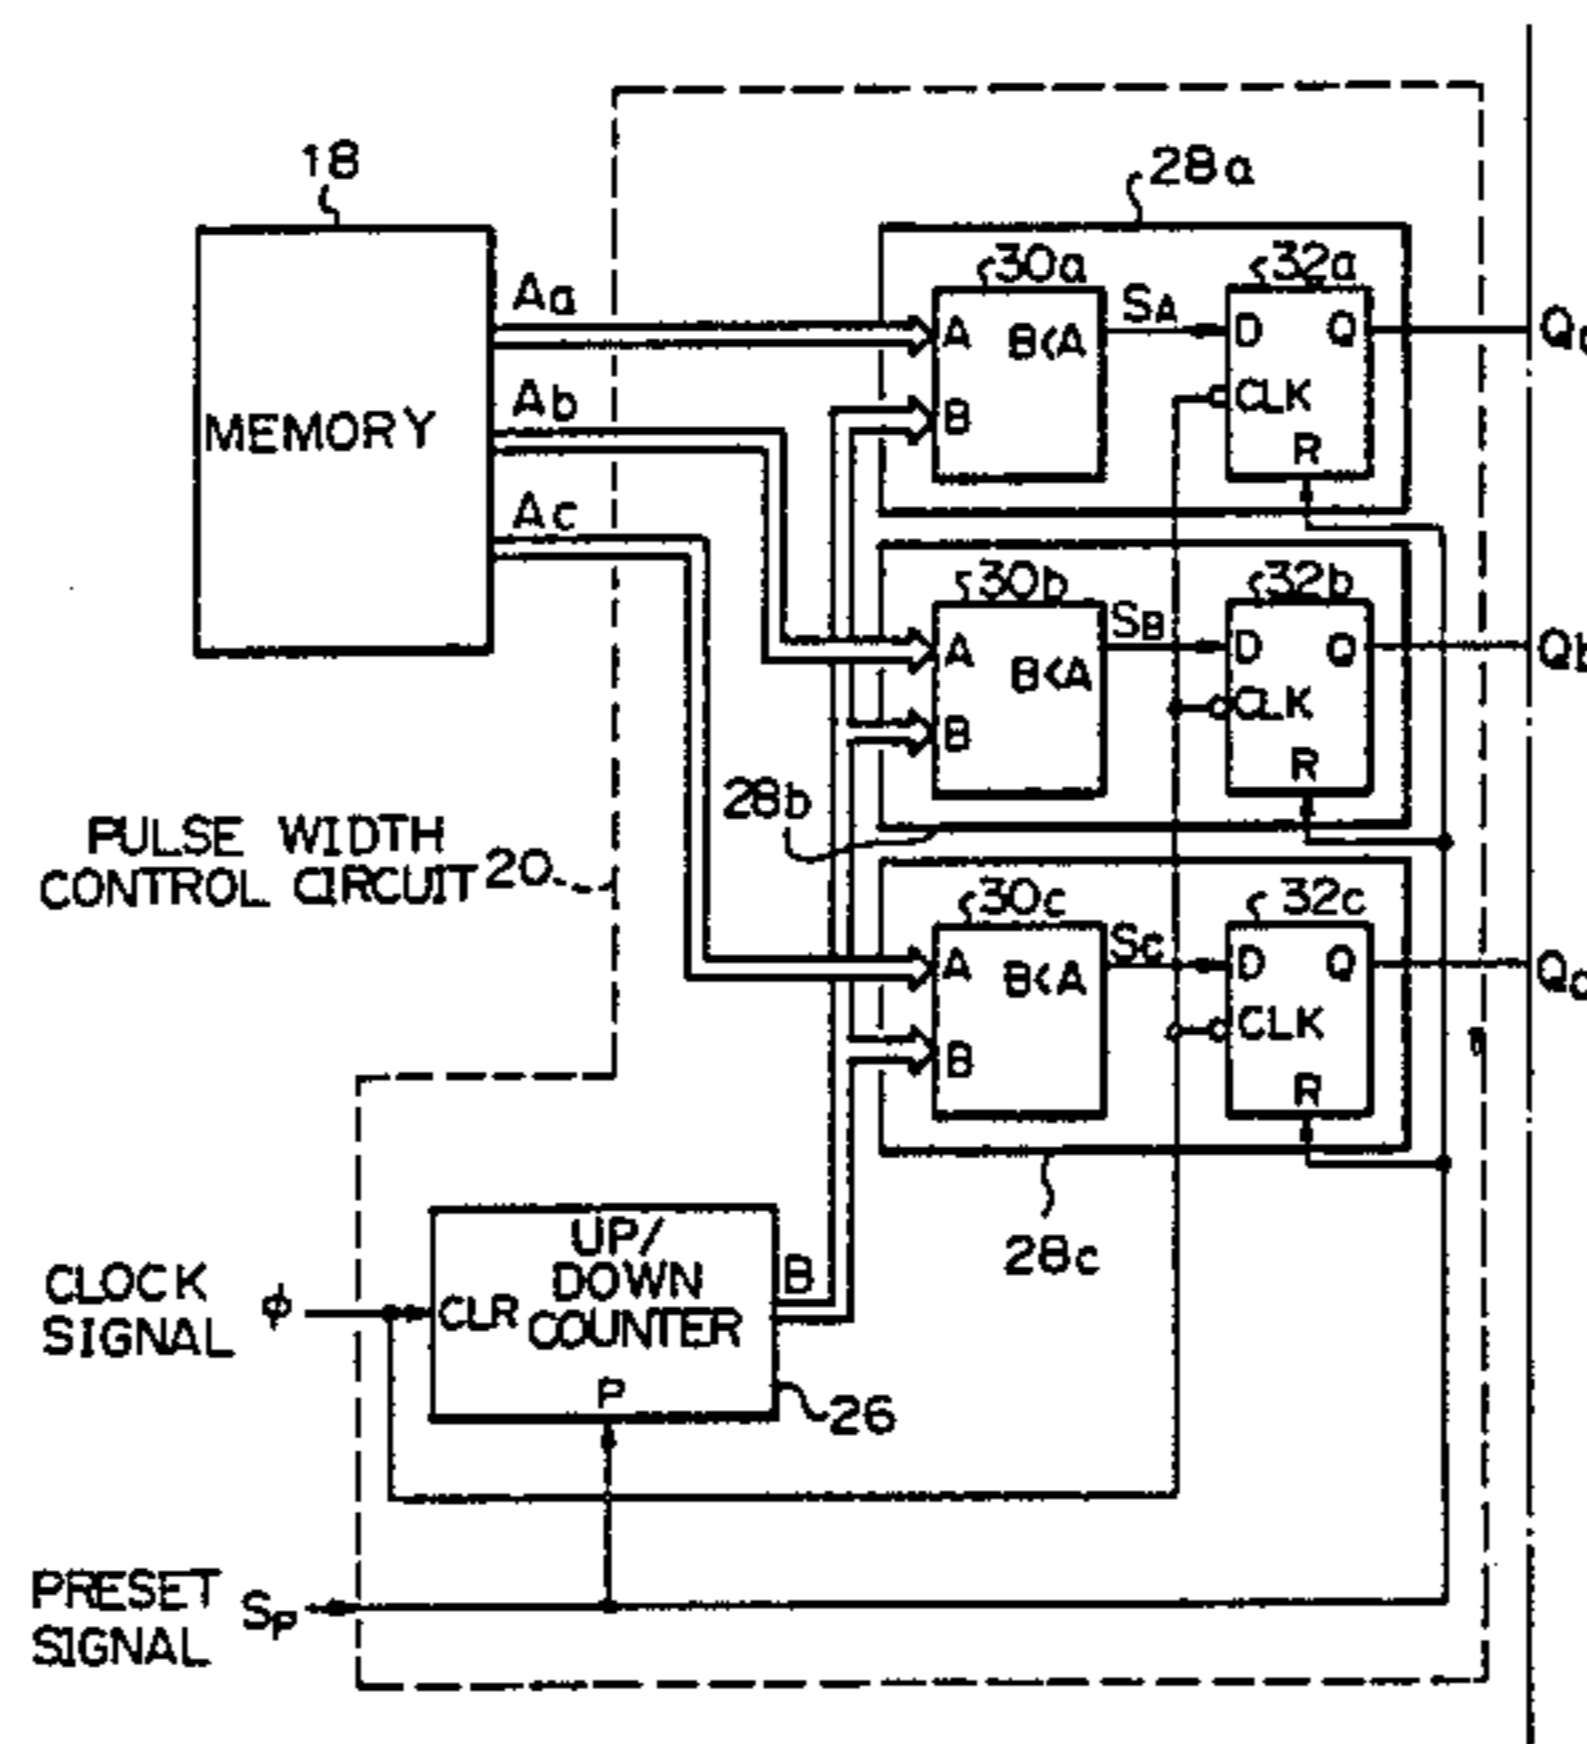 18
MEMORY
Aa
Ab
Ac
28a
30a
A
B<A
B
SA
32a
D
Q
CLK
R
30b
A
B<A
B
SB
32b
D
Q
CLK
R
Qb
28b
PULSE WIDTH
CONTROL CIRCUIT 20
30c
A
B<A
B
Sc
32c
D
Q
CLK
R
28c
CLOCK
SIGNAL
ϕ
CLR
UP/
DOWN
COUNTER
P
B
26
PRESET
SIGNAL
Sp